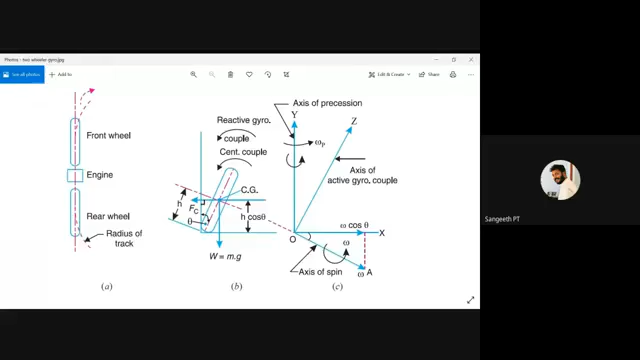 Photos - two wheeler gyro.jpg
See all photos
Add to
Edit & Create
Share
Axis of precession
Y
Z
ωP
Reactive gyro.
couple
Cent. couple
Front wheel
Engine
Rear wheel
Radius of
track
C.G.
h
FC
θ
h cosθ
W = m.g
Axis of
active gyro. couple
ω cos θ
X
O
ω
Axis of spin
ω A
(a)
(b)
(c)
Sangeeth PT